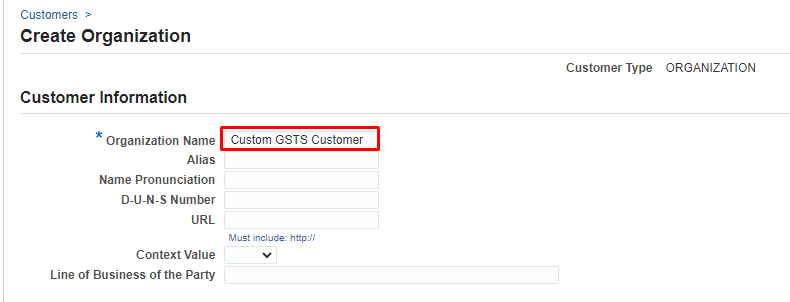 Customers >
Create Organization
Customer Type ORGANIZATION
Customer Information
* Organization Name Custom GSTS Customer
Alias
Name Pronunciation
D-U-N-S Number
URL
Must include: http://
Context Value
Line of Business of the Party